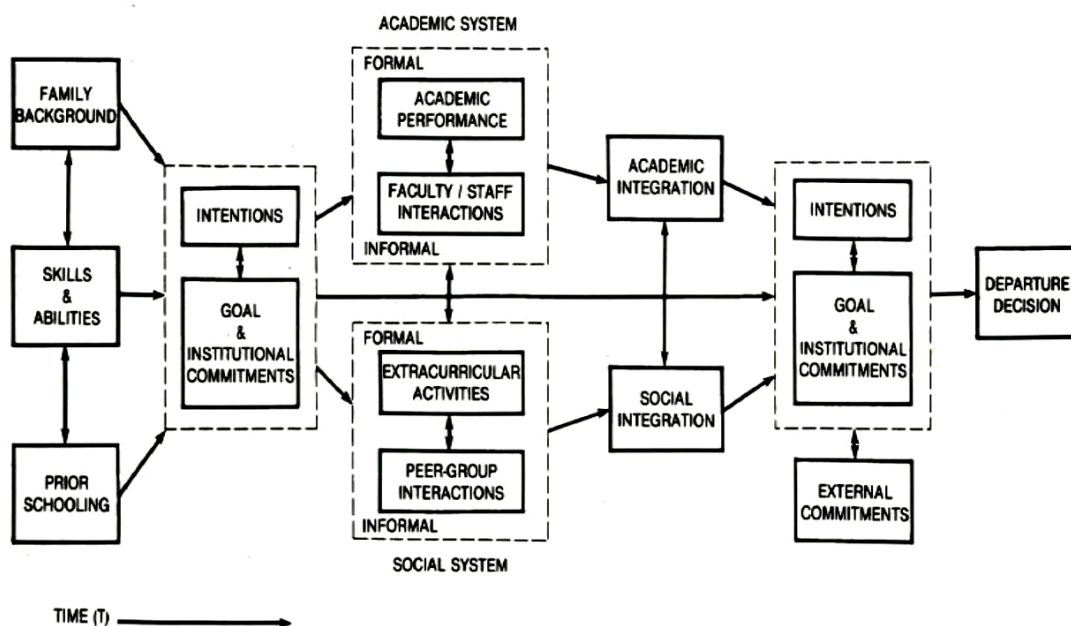 ACADEMIC SYSTEM
FAMILY
BACKGROUND
SKILLS
&
ABILITIES
PRIOR
SCHOOLING
INTENTIONS
GOAL
&
INSTITUTIONAL
COMMITMENTS
FORMAL
ACADEMIC
PERFORMANCE
FACULTY / STAFF
INTERACTIONS
INFORMAL
FORMAL
EXTRACURRICULAR
ACTIVITIES
PEER-GROUP
INTERACTIONS
INFORMAL
SOCIAL SYSTEM
ACADEMIC
INTEGRATION
SOCIAL
INTEGRATION
INTENTIONS
GOAL
&
INSTITUTIONAL
COMMITMENTS
EXTERNAL
COMMITMENTS
DEPARTURE
DECISION
TIME (T)